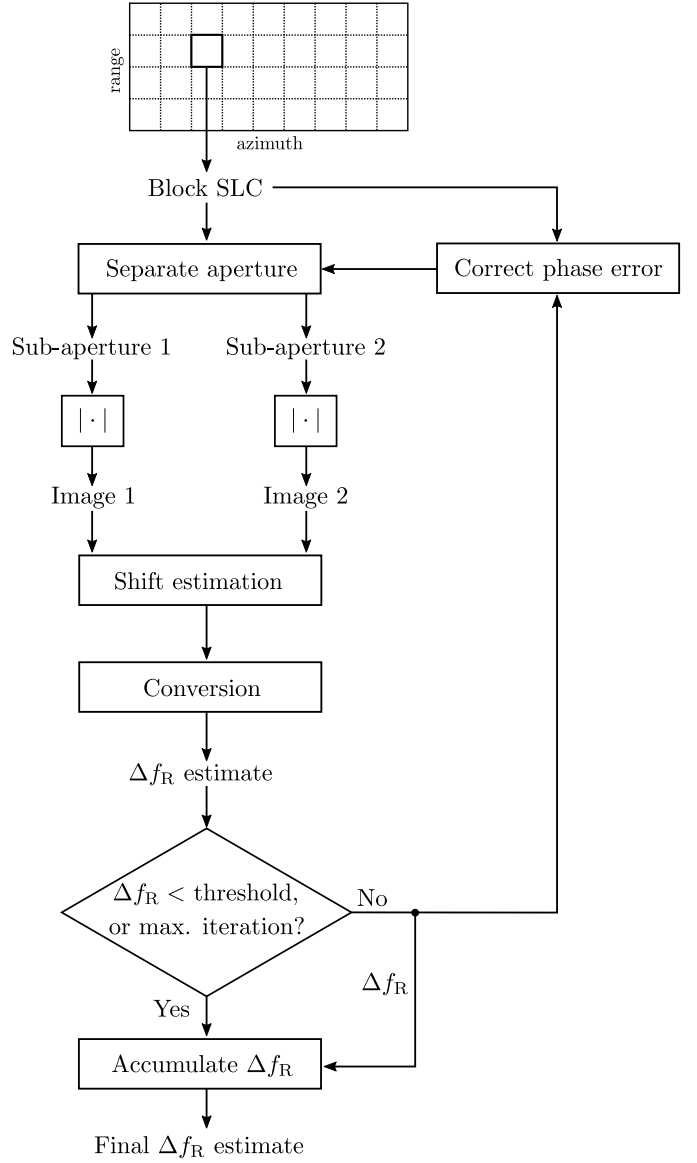 range
azimuth
Block SLC
Separate aperture
Correct phase error
Sub-aperture 1
Sub-aperture 2
| · |
| · |
Image 1
Image 2
Shift estimation
Conversion
Δf_R estimate
Δf_R < threshold,
or max. iteration?
No
Δf_R
Yes
Accumulate Δf_R
Final Δf_R estimate